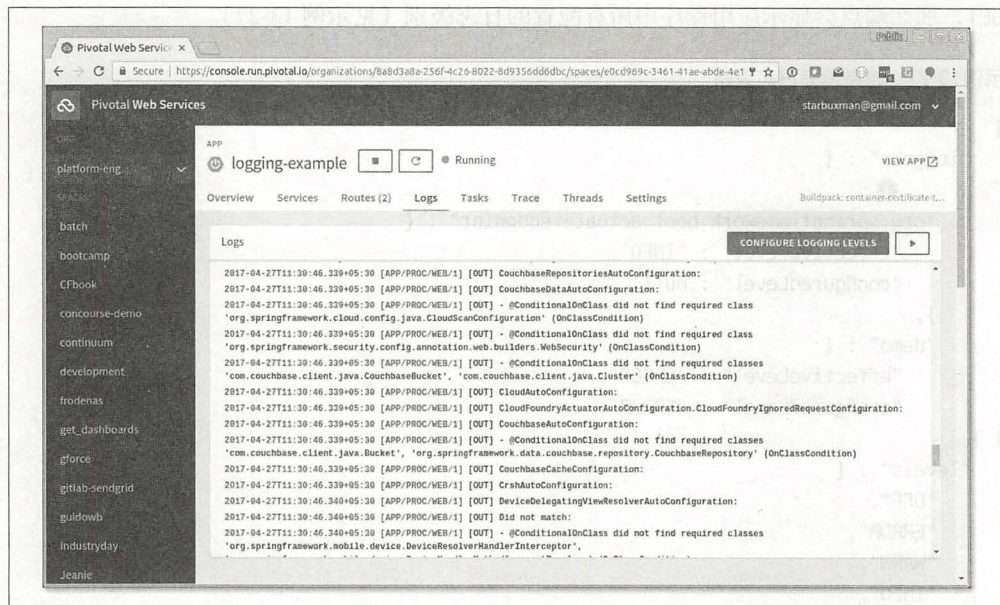 Pivotal Web Servic ×
Public
Secure | https://console.run.pivotal.io/organizations/8a8d3a8a-256f-4c26-8022-8d9356dd6dbc/spaces/e0cd969c-3461-41ae-abde-4e1
Pivotal Web Services
starbuxman@gmail.com
ORG
platform-eng
SPACES
batch
bootcamp
CFbook
concourse-demo
continuum
development
frodenas
get_dashboards
gforce
gitlab-sendgrid
guidowb
Industryday
Jeanie
APP
logging-example
Running
VIEW APP
Overview Services Routes (2) Logs Tasks Trace Threads Settings
Buildpack: container-certificate-t...
Logs
CONFIGURE LOGGING LEVELS
2017-04-27T11:30:46.339+05:30 [APP/PROC/WEB/1] [OUT] CouchbaseRepositoriesAutoConfiguration:
2017-04-27T11:30:46.339+05:30 [APP/PROC/WEB/1] [OUT] CouchbaseDataAutoConfiguration:
2017-04-27T11:30:46.339+05:30 [APP/PROC/WEB/1] [OUT] - @ConditionalOnClass did not find required class
'org.springframework.cloud.config.java.CloudScanConfiguration' (OnClassCondition)
2017-04-27T11:30:46.339+05:30 [APP/PROC/WEB/1] [OUT] - @ConditionalOnClass did not find required class
'org.springframework.security.config.annotation.web.builders.WebSecurity' (OnClassCondition)
2017-04-27T11:30:46.339+05:30 [APP/PROC/WEB/1] [OUT] - @ConditionalOnClass did not find required classes
'com.couchbase.client.java.CouchbaseBucket', 'com.couchbase.client.java.Cluster' (OnClassCondition)
2017-04-27T11:30:46.339+05:30 [APP/PROC/WEB/1] [OUT] CloudAutoConfiguration:
2017-04-27T11:30:46.339+05:30 [APP/PROC/WEB/1] [OUT] CloudFoundryActuatorAutoConfiguration.CloudFoundryIgnoredRequestConfiguration:
2017-04-27T11:30:46.339+05:30 [APP/PROC/WEB/1] [OUT] CouchbaseAutoConfiguration:
2017-04-27T11:30:46.339+05:30 [APP/PROC/WEB/1] [OUT] - @ConditionalOnClass did not find required classes
'com.couchbase.client.java.Bucket', 'org.springframework.data.couchbase.repository.CouchbaseRepository' (OnClassCondition)
2017-04-27T11:30:46.339+05:30 [APP/PROC/WEB/1] [OUT] CouchbaseCacheConfiguration:
2017-04-27T11:30:46.339+05:30 [APP/PROC/WEB/1] [OUT] CrshAutoConfiguration:
2017-04-27T11:30:46.340+05:30 [APP/PROC/WEB/1] [OUT] DeviceDelegatingViewResolverAutoConfiguration:
2017-04-27T11:30:46.340+05:30 [APP/PROC/WEB/1] [OUT] Did not match:
2017-04-27T11:30:46.340+05:30 [APP/PROC/WEB/1] [OUT] - @ConditionalOnClass did not find required classes
'org.springframework.mobile.device.DeviceResolverHandlerInterceptor',